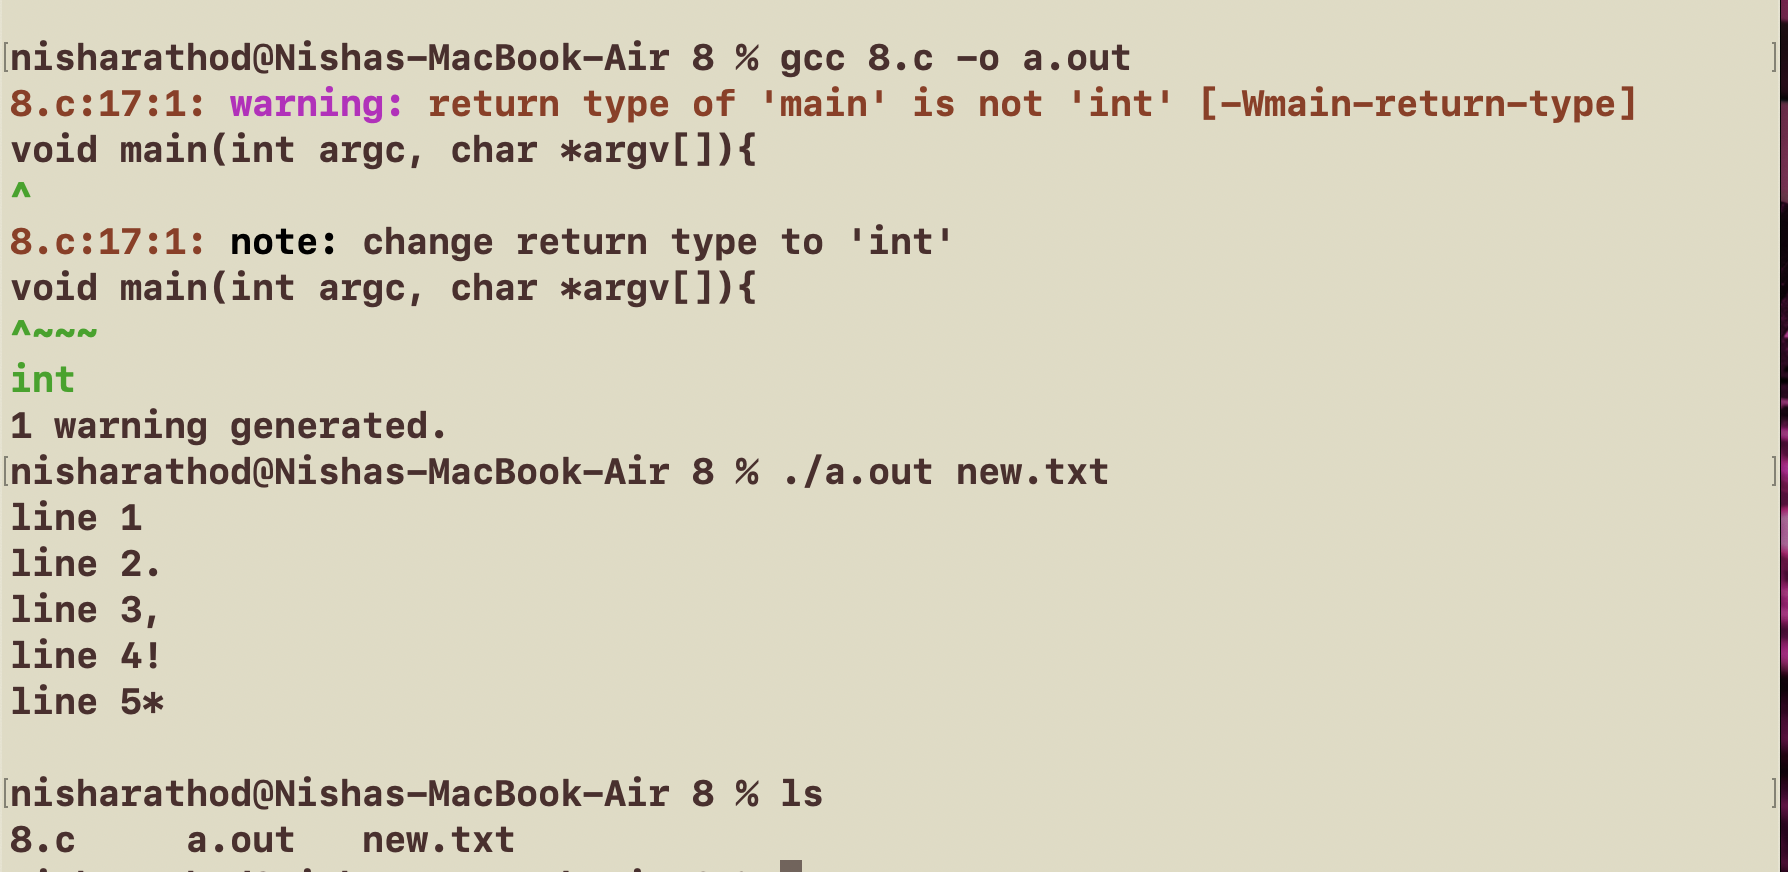 nisharathod@Nishas-MacBook-Air 8 % gcc 8.c -o a.out
8.c:17:1: warning: return type of 'main' is not 'int' [-Wmain-return-type]
void main(int argc, char *argv[]){
^
8.c:17:1: note: change return type to 'int'
void main(int argc, char *argv[]){
^~~~
int
1 warning generated.
nisharathod@Nishas-MacBook-Air 8 % ./a.out new.txt
line 1
line 2.
line 3,
line 4!
line 5*
nisharathod@Nishas-MacBook-Air 8 % ls
8.c     a.out   new.txt